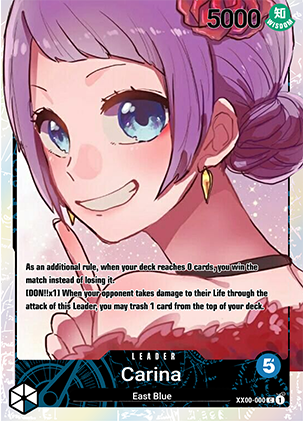 5000
知
WISDOM
As an additional rule, when your deck reaches 0 cards, you win the
match instead of losing it.
[DON!!x1] When your opponent takes damage to their Life through the
attack of this Leader, you may trash 1 card from the top of your deck.
LEADER
Carina
5
East Blue
XX00-000 C 1